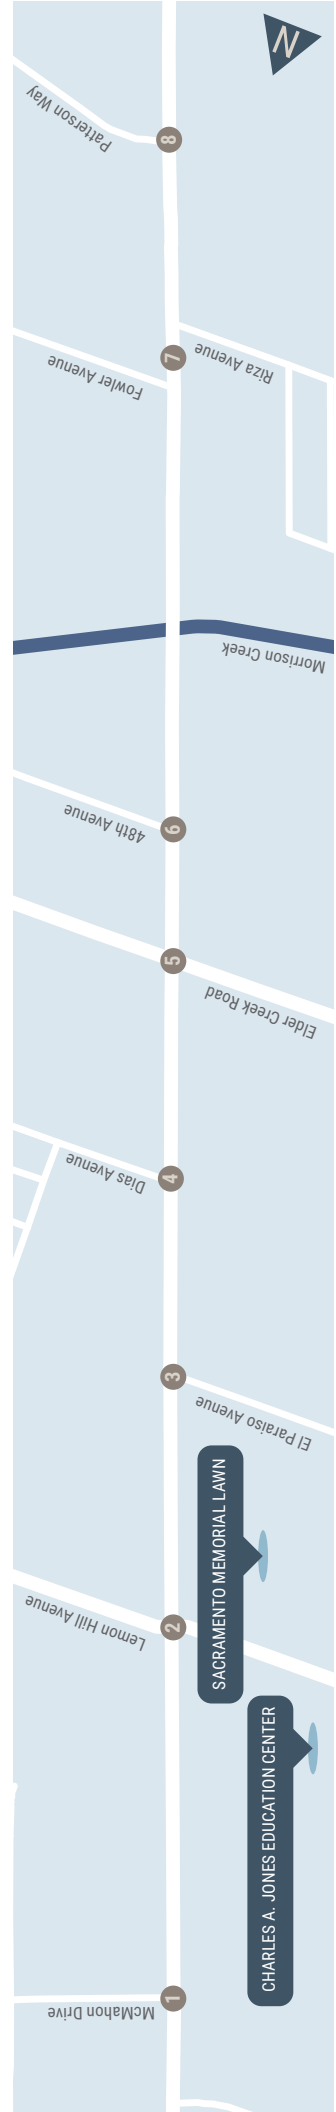 N
Patterson Way
8
Fowler Avenue
7
Riza Avenue
Morrison Creek
48th Avenue
6
5
Elder Creek Road
Dias Avenue
4
3
El Paraiso Avenue
SACRAMENTO MEMORIAL LAWN
Lemon Hill Avenue
2
CHARLES A. JONES EDUCATION CENTER
McMahon Drive
1